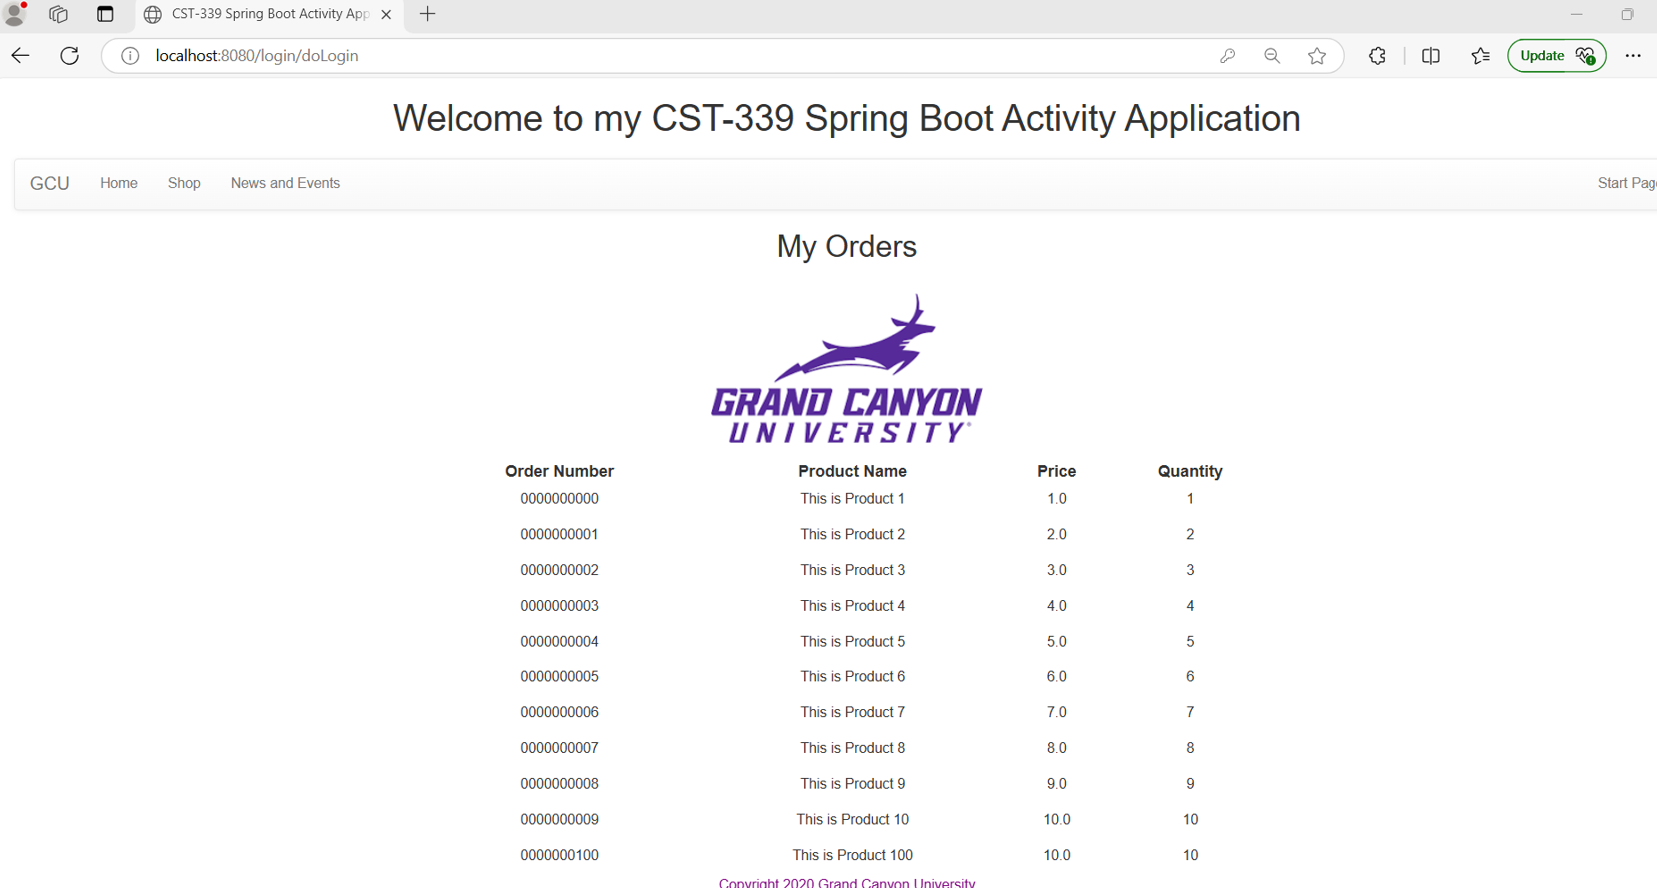 CST-339 Spring Boot Activity App
localhost:8080/login/doLogin
Update
Welcome to my CST-339 Spring Boot Activity Application
GCU Home Shop News and Events Start Pag
My Orders
GRAND CANYON
UNIVERSITY®
Order Number Product Name Price Quantity
0000000000 This is Product 1 1.0 1
0000000001 This is Product 2 2.0 2
0000000002 This is Product 3 3.0 3
0000000003 This is Product 4 4.0 4
0000000004 This is Product 5 5.0 5
0000000005 This is Product 6 6.0 6
0000000006 This is Product 7 7.0 7
0000000007 This is Product 8 8.0 8
0000000008 This is Product 9 9.0 9
0000000009 This is Product 10 10.0 10
0000000100 This is Product 100 10.0 10
Copyright 2020 Grand Canyon University